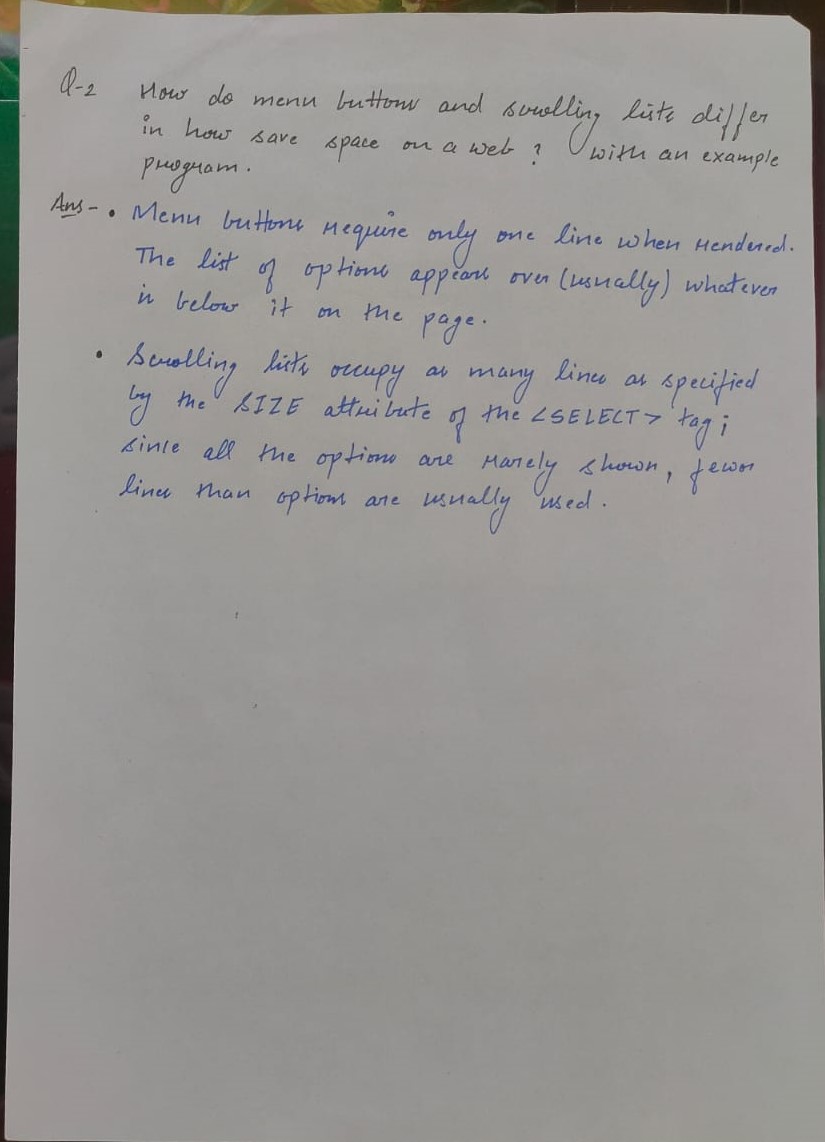 Q-2 How do menu buttons and scrolling lists differ
in how save space on a web ? with an example
program.
Ans - • Menu buttons require only one line when rendered.
The list of options appears over (usually) whatever
is below it on the page.
• Scrolling lists occupy as many lines as specified
by the SIZE attribute of the <SELECT> tag;
since all the options are rarely shown, fewer
lines than options are usually used.